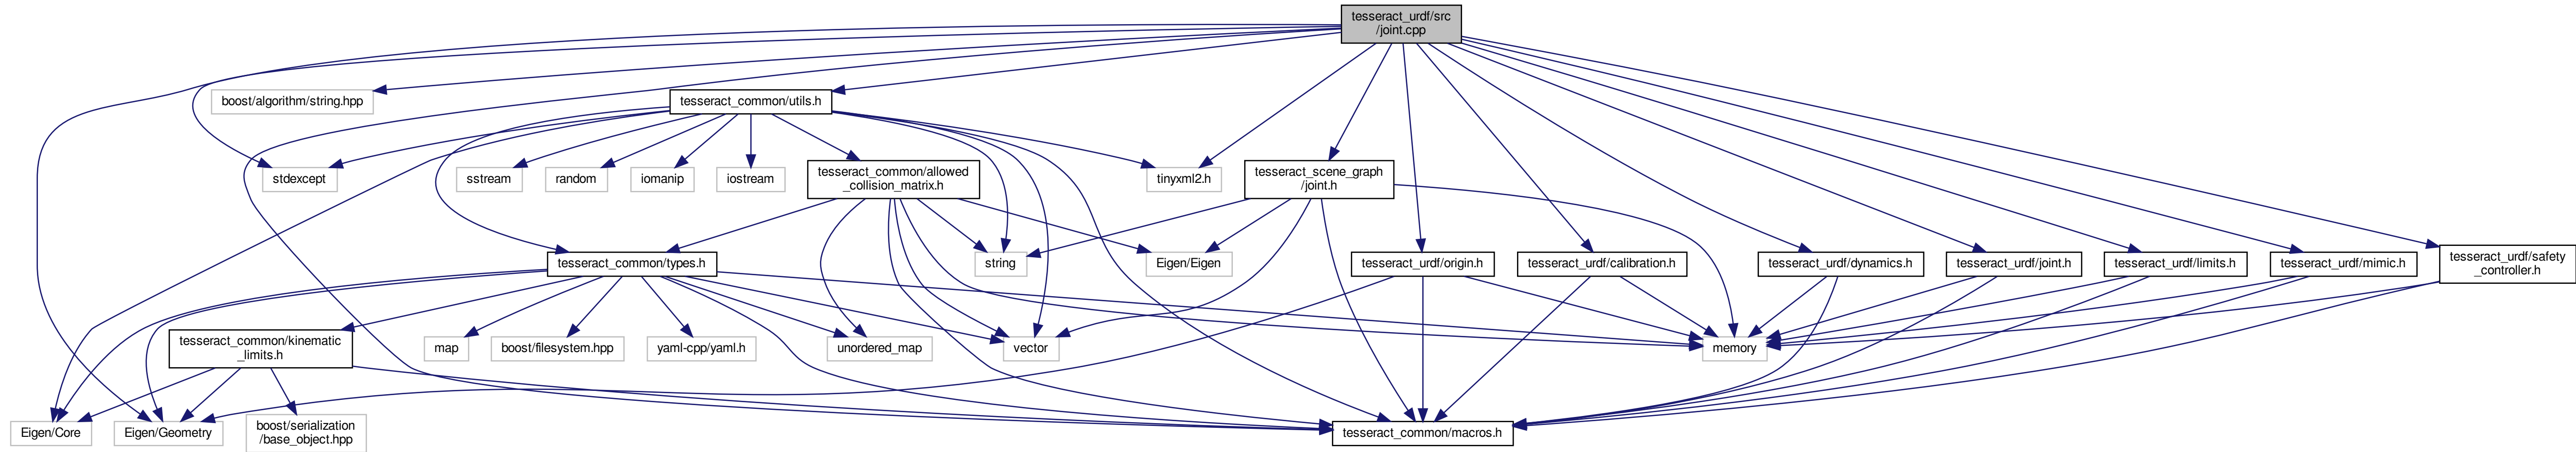 tesseract_urdf/src
/joint.cpp
boost/algorithm/string.hpp
tesseract_common/utils.h
stdexcept
sstream
random
iomanip
iostream
tesseract_common/allowed
_collision_matrix.h
tinyxml2.h
tesseract_scene_graph
/joint.h
tesseract_common/types.h
string
Eigen/Eigen
tesseract_urdf/origin.h
tesseract_urdf/calibration.h
tesseract_urdf/dynamics.h
tesseract_urdf/joint.h
tesseract_urdf/limits.h
tesseract_urdf/mimic.h
tesseract_urdf/safety
_controller.h
tesseract_common/kinematic
_limits.h
map
boost/filesystem.hpp
yaml-cpp/yaml.h
unordered_map
vector
memory
Eigen/Core
Eigen/Geometry
boost/serialization
/base_object.hpp
tesseract_common/macros.h